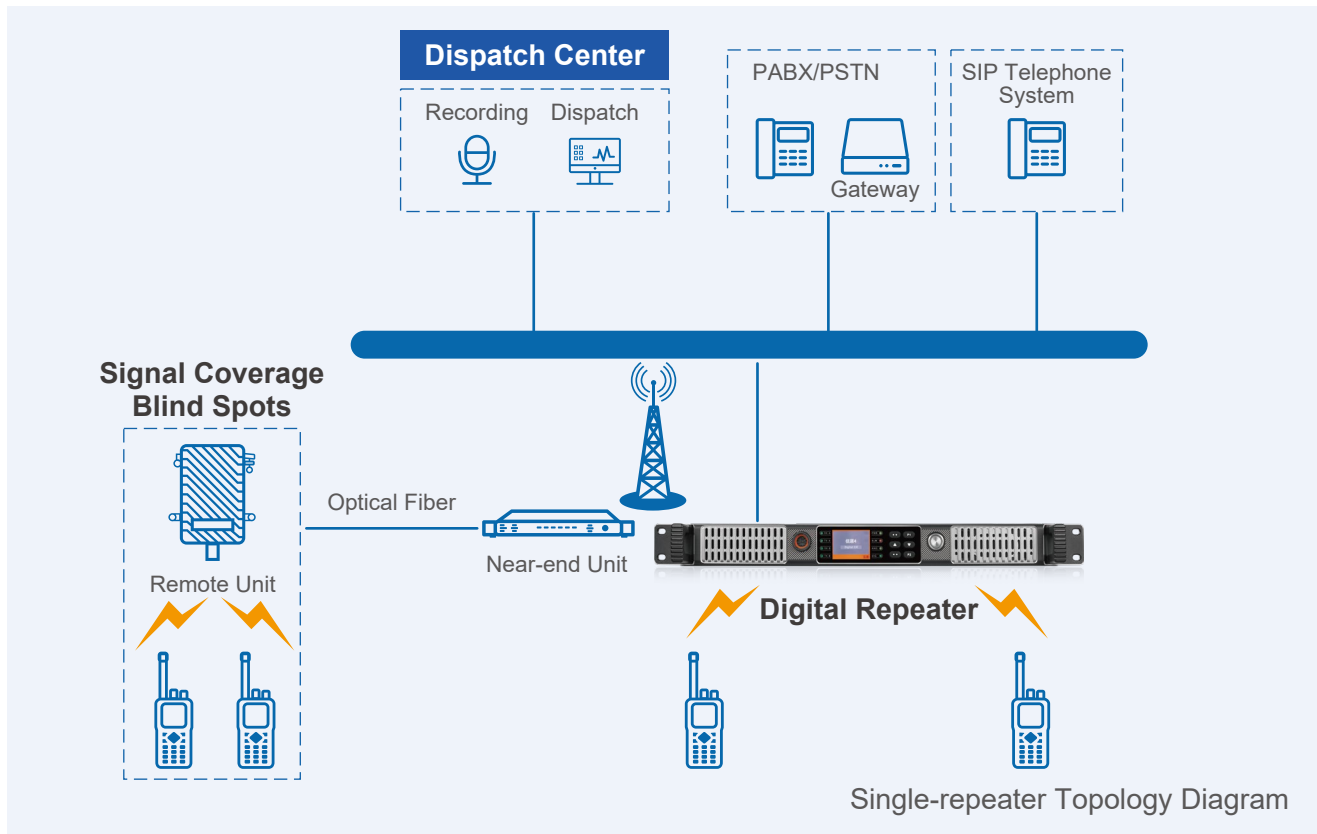 Dispatch Center
Recording
Dispatch
PABX/PSTN
Gateway
SIP Telephone
System
Signal Coverage
Blind Spots
Optical Fiber
Near-end Unit
Remote Unit
Digital Repeater
Single-repeater Topology Diagram